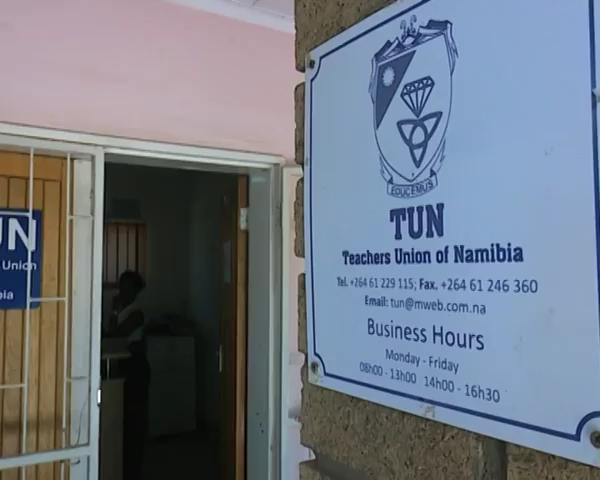 UN
Union
bia
EDUCEMUS
TUN
Teachers Union of Namibia
Tel. +264 61 229 115; Fax. +264 61 246 360
Email: tun@mweb.com.na
Business Hours
Monday - Friday
08h00 - 13h00 14h00 - 16h30